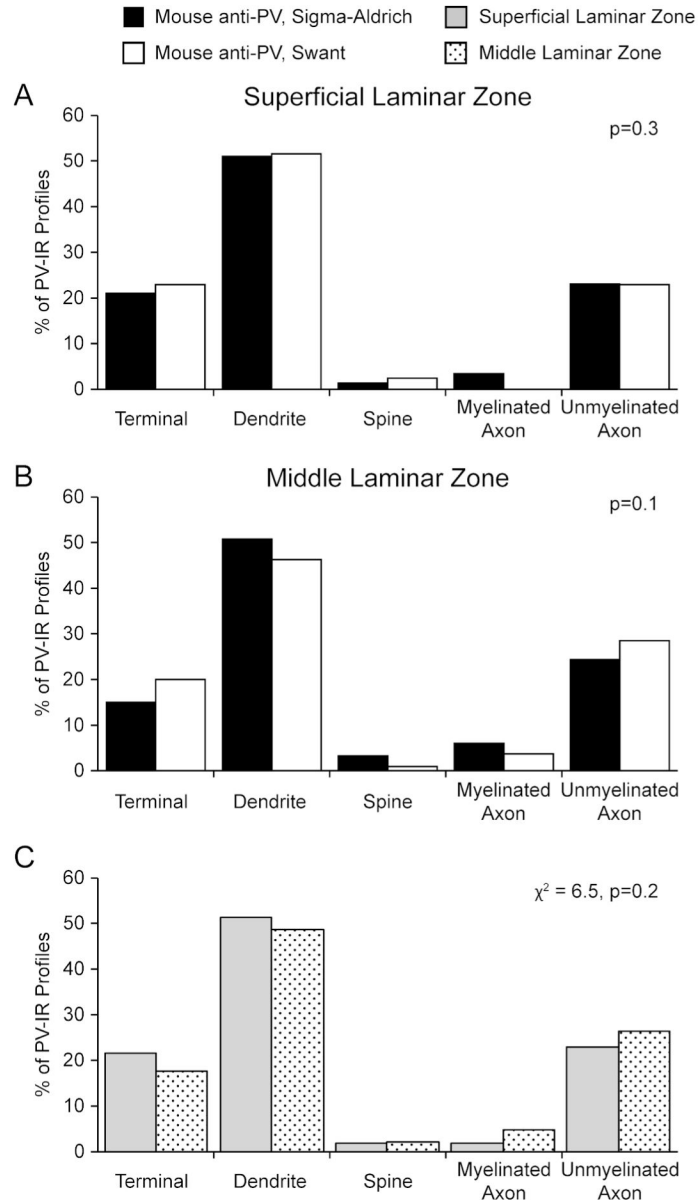 Mouse anti-PV, Sigma-Aldrich
Superficial Laminar Zone
Mouse anti-PV, Swant
Middle Laminar Zone
A
Superficial Laminar Zone
p=0.3
% of PV-IR Profiles
60
50
40
30
20
10
0
Terminal
Dendrite
Spine
Myelinated
Axon
Unmyelinated
Axon
B
Middle Laminar Zone
p=0.1
% of PV-IR Profiles
60
50
40
30
20
10
0
Terminal
Dendrite
Spine
Myelinated
Axon
Unmyelinated
Axon
C
χ² = 6.5, p=0.2
% of PV-IR Profiles
60
50
40
30
20
10
0
Terminal
Dendrite
Spine
Myelinated
Axon
Unmyelinated
Axon